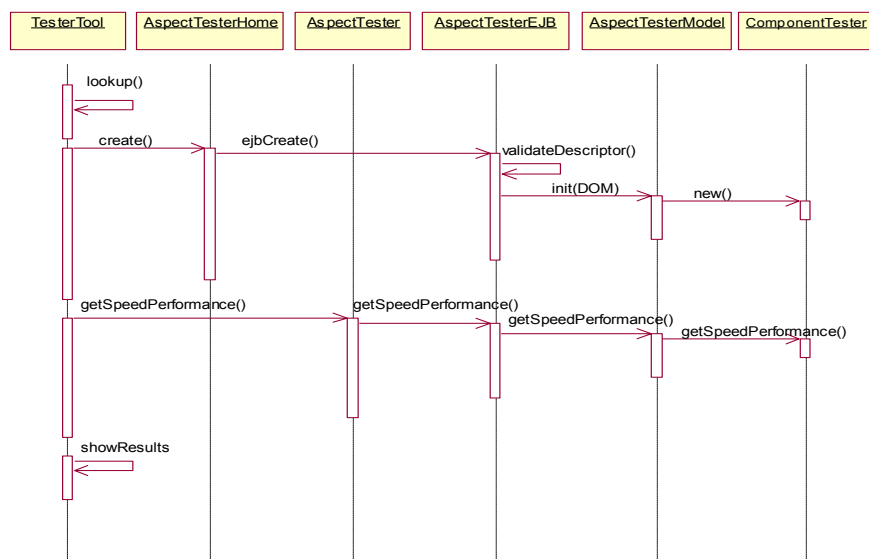 TesterTool
AspectTesterHome
AspectTester
AspectTesterEJB
AspectTesterModel
ComponentTester
lookup()
create()
ejbCreate()
validateDescriptor()
init(DOM)
new()
getSpeedPerformance()
getSpeedPerformance()
getSpeedPerformance()
getSpeedPerformance()
showResults